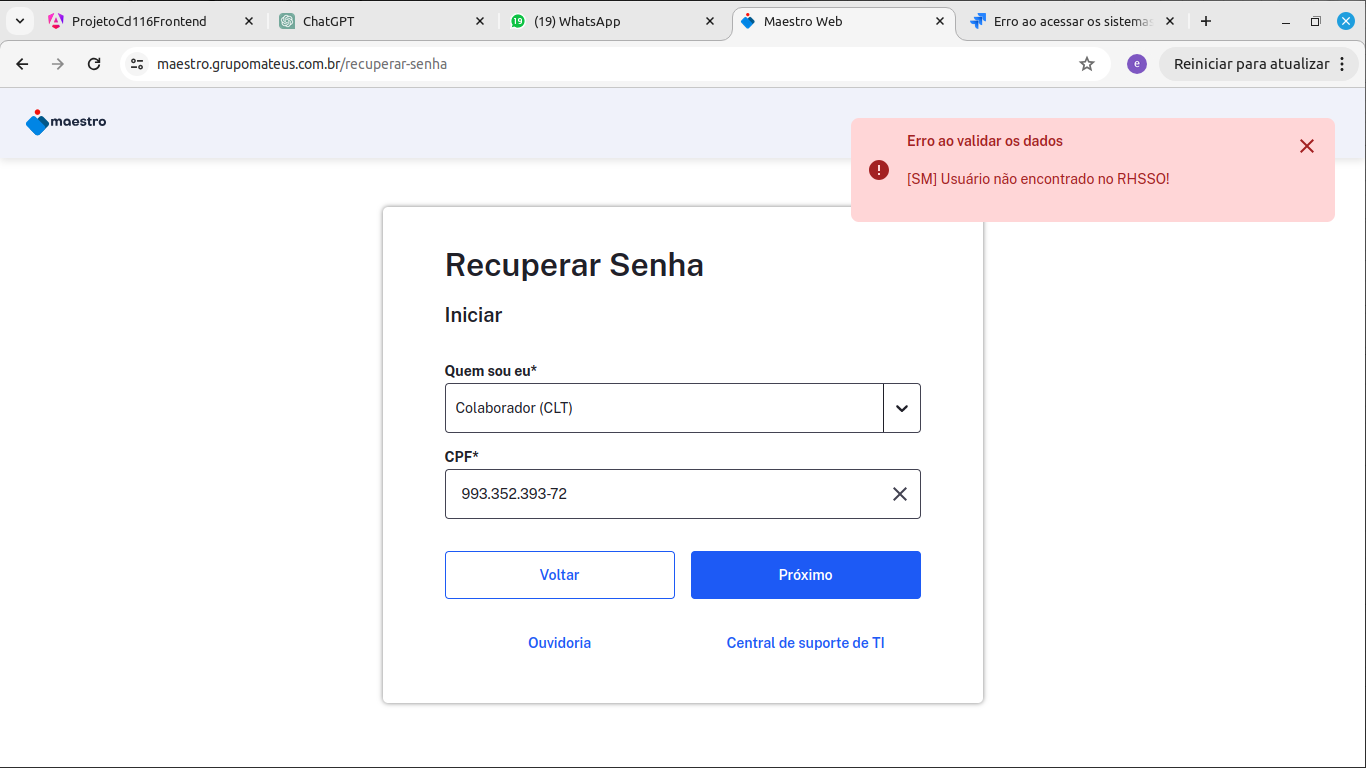 ProjetoCd116Frontend
ChatGPT
19
(19) WhatsApp
Maestro Web
Erro ao acessar os sistemas
maestro.grupomateus.com.br/recuperar-senha
e
Reiniciar para atualizar
maestro
Erro ao validar os dados
[SM] Usuário não encontrado no RHSSO!
Recuperar Senha
Iniciar
Quem sou eu*
Colaborador (CLT)
CPF*
993.352.393-72
Voltar
Próximo
Ouvidoria
Central de suporte de TI